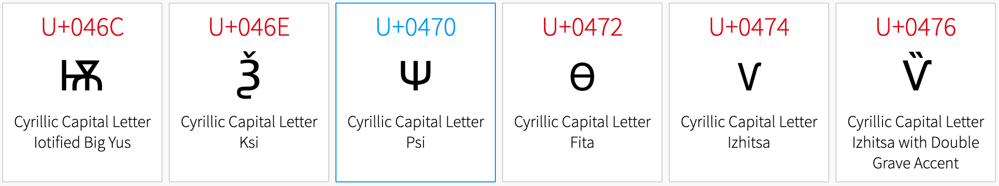 U+046C
Ѭ
Cyrillic Capital Letter
Iotified Big Yus
U+046E
Ѯ
Cyrillic Capital Letter
Ksi
U+0470
Ѱ
Cyrillic Capital Letter
Psi
U+0472
Ѳ
Cyrillic Capital Letter
Fita
U+0474
Ѵ
Cyrillic Capital Letter
Izhitsa
U+0476
Ѷ
Cyrillic Capital Letter
Izhitsa with Double
Grave Accent